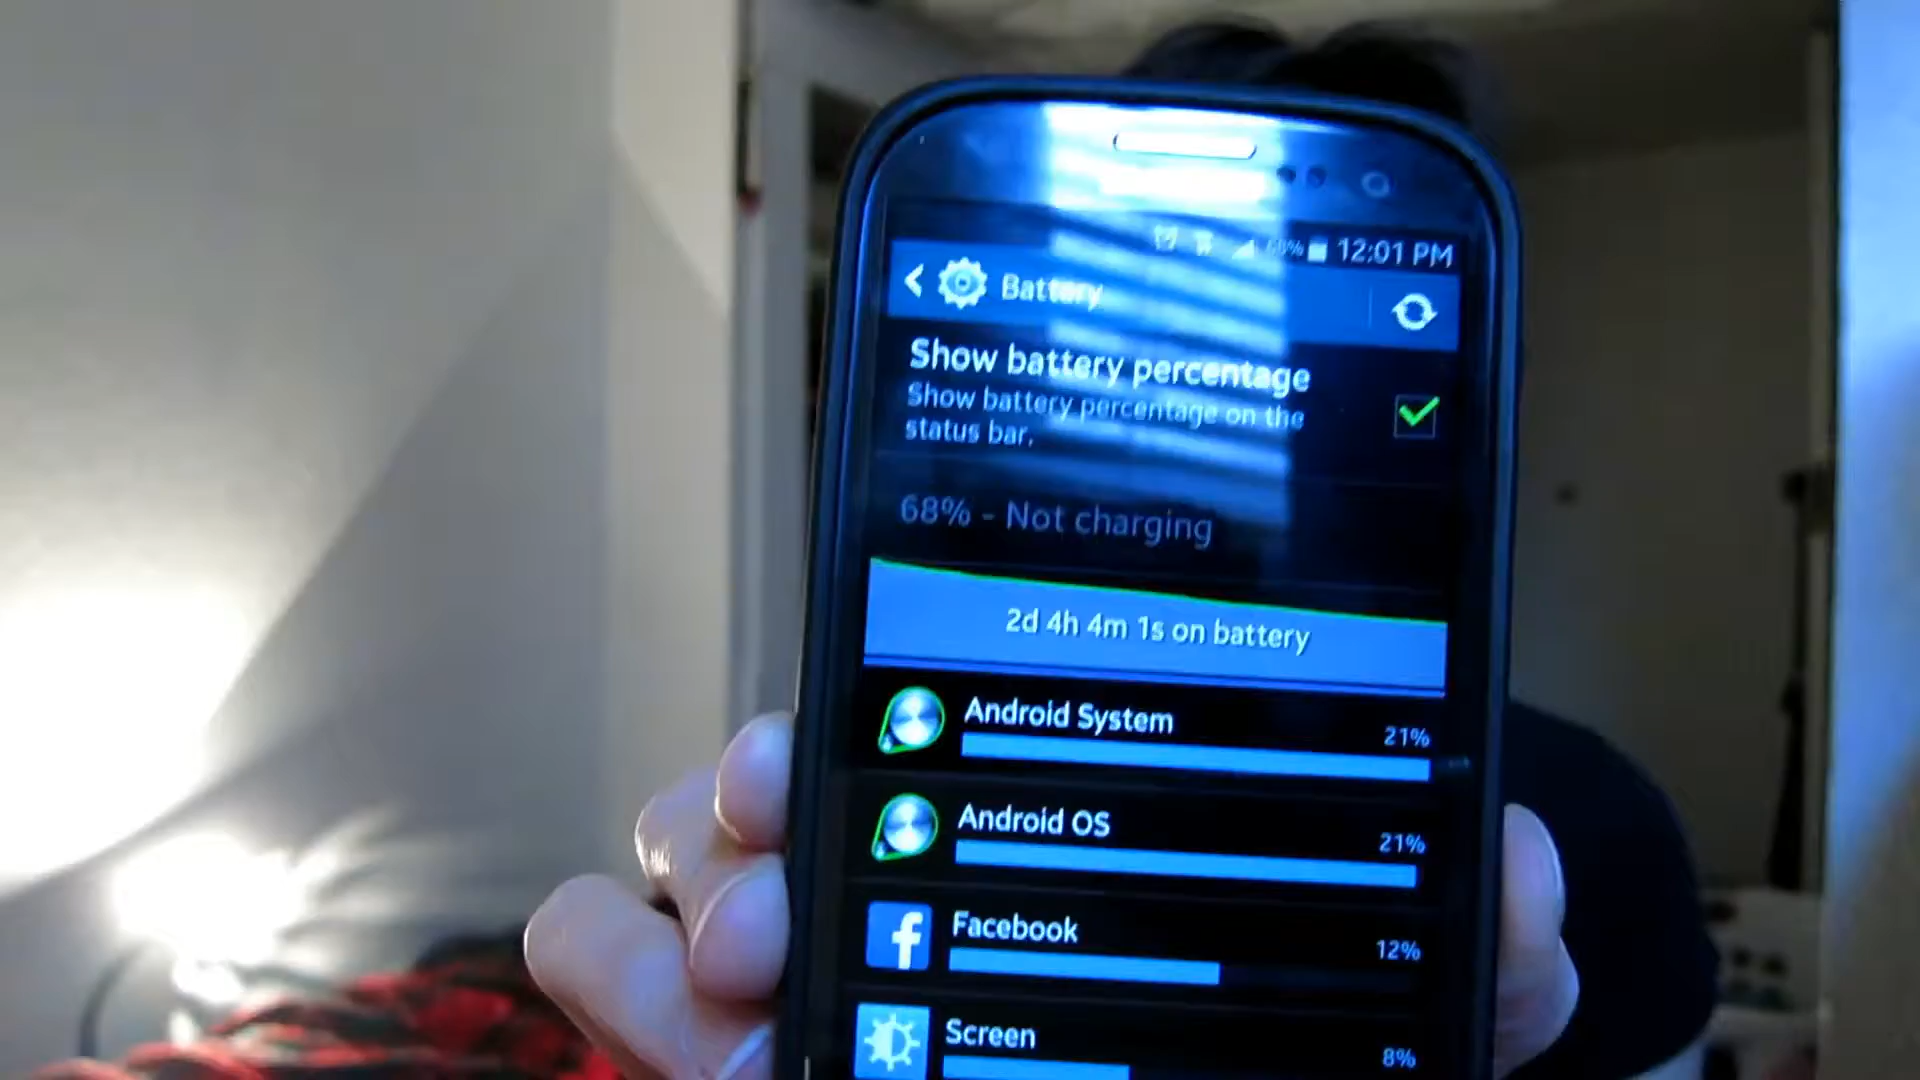 68% 12:01 PM
Battery
Show battery percentage
Show battery percentage on the
status bar.
68% - Not charging
2d 4h 4m 1s on battery
Android System
21%
Android OS
21%
Facebook
12%
Screen
8%